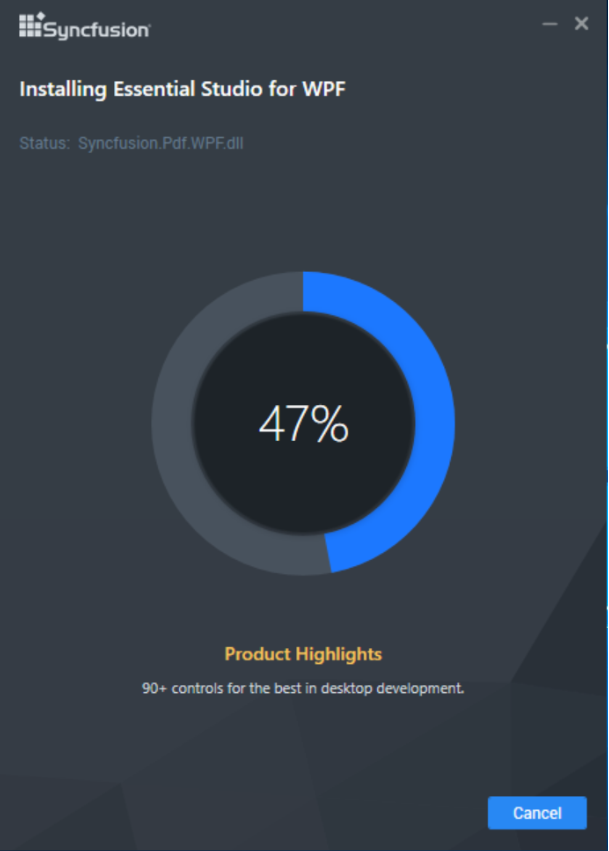 Syncfusion
Installing Essential Studio for WPF
Status: Syncfusion.Pdf.WPF.dll
47%
Product Highlights
90+ controls for the best in desktop development.
Cancel